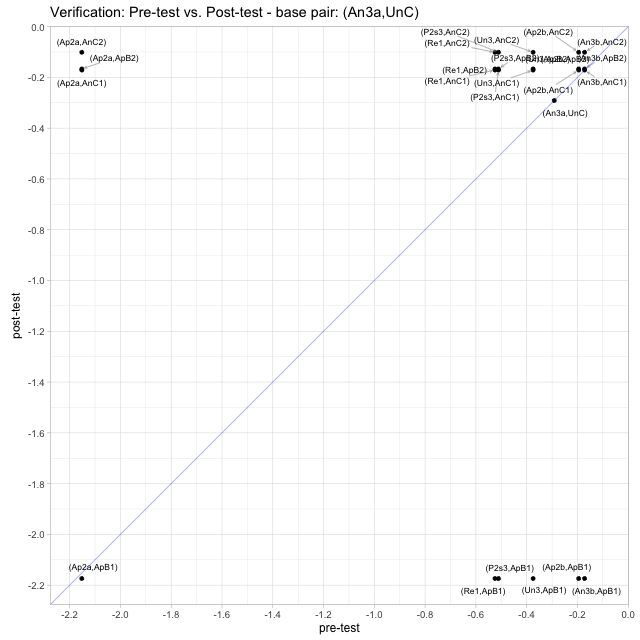 Verification: Pre-test vs. Post-test - base pair: (An3a,UnC)
0.0
-0.2
-0.4
-0.6
-0.8
-1.0
-1.2
-1.4
-1.6
-1.8
-2.0
-2.2
post-test
(Ap2a,AnC2)
(Ap2a,ApB2)
(Ap2a,AnC1)
(P2s3,AnC2)
(Re1,AnC2)
(Un3,AnC2)
(Ap2b,AnC2)
(An3b,AnC2)
(Re1,ApB2)
(Re1,AnC1)
(Un3,AnC1)
(P2s3,AnC1)
(Ap2b,AnC1)
(An3b,AnC1)
(An3a,UnC)
(Ap2a,ApB1)
(P2s3,ApB1)
(Ap2b,ApB1)
(Re1,ApB1)
(Un3,ApB1)
(An3b,ApB1)
-2.2
-2.0
-1.8
-1.6
-1.4
-1.2
-1.0
-0.8
-0.6
-0.4
-0.2
0.0
pre-test